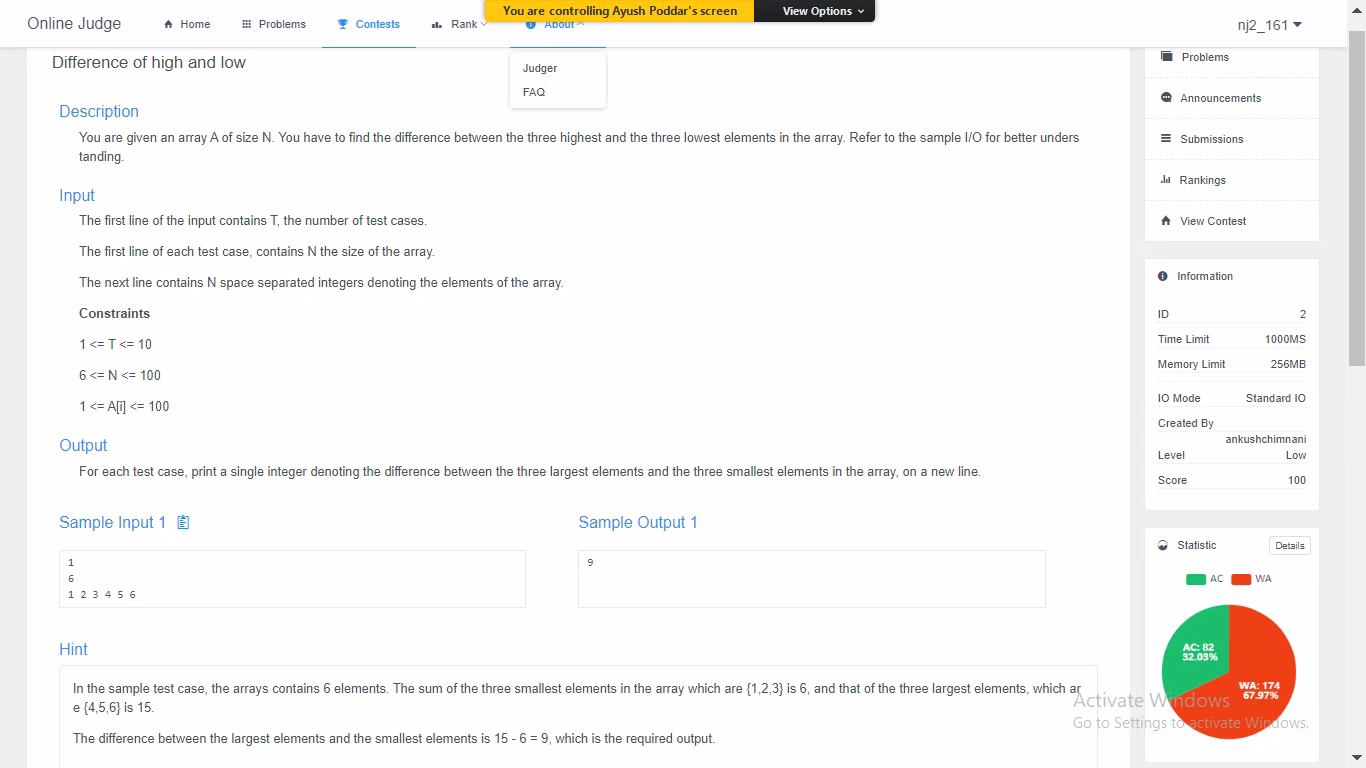 You are controlling Ayush Poddar's screen View Options
Online Judge Home Problems Contests Rank About nj2_161
Judger
FAQ
Difference of high and low
Description
You are given an array A of size N. You have to find the difference between the three highest and the three lowest elements in the array. Refer to the sample I/O for better unders
tanding.
Input
The first line of the input contains T, the number of test cases.
The first line of each test case, contains N the size of the array.
The next line contains N space separated integers denoting the elements of the array.
Constraints
1 <= T <= 10
6 <= N <= 100
1 <= A[i] <= 100
Output
For each test case, print a single integer denoting the difference between the three largest elements and the three smallest elements in the array, on a new line.
Sample Input 1
1
6
1 2 3 4 5 6
Sample Output 1
9
Hint
In the sample test case, the arrays contains 6 elements. The sum of the three smallest elements in the array which are {1,2,3} is 6, and that of the three largest elements, which ar
e {4,5,6} is 15.
The difference between the largest elements and the smallest elements is 15 - 6 = 9, which is the required output.
Problems
Announcements
Submissions
Rankings
View Contest
Information
ID 2
Time Limit 1000MS
Memory Limit 256MB
IO Mode Standard IO
Created By
ankushchimnani
Level Low
Score 100
Statistic Details
AC WA
AC: 82
32.03%
WA: 174
67.97%
Activate Windows
Go to Settings to activate Windows.